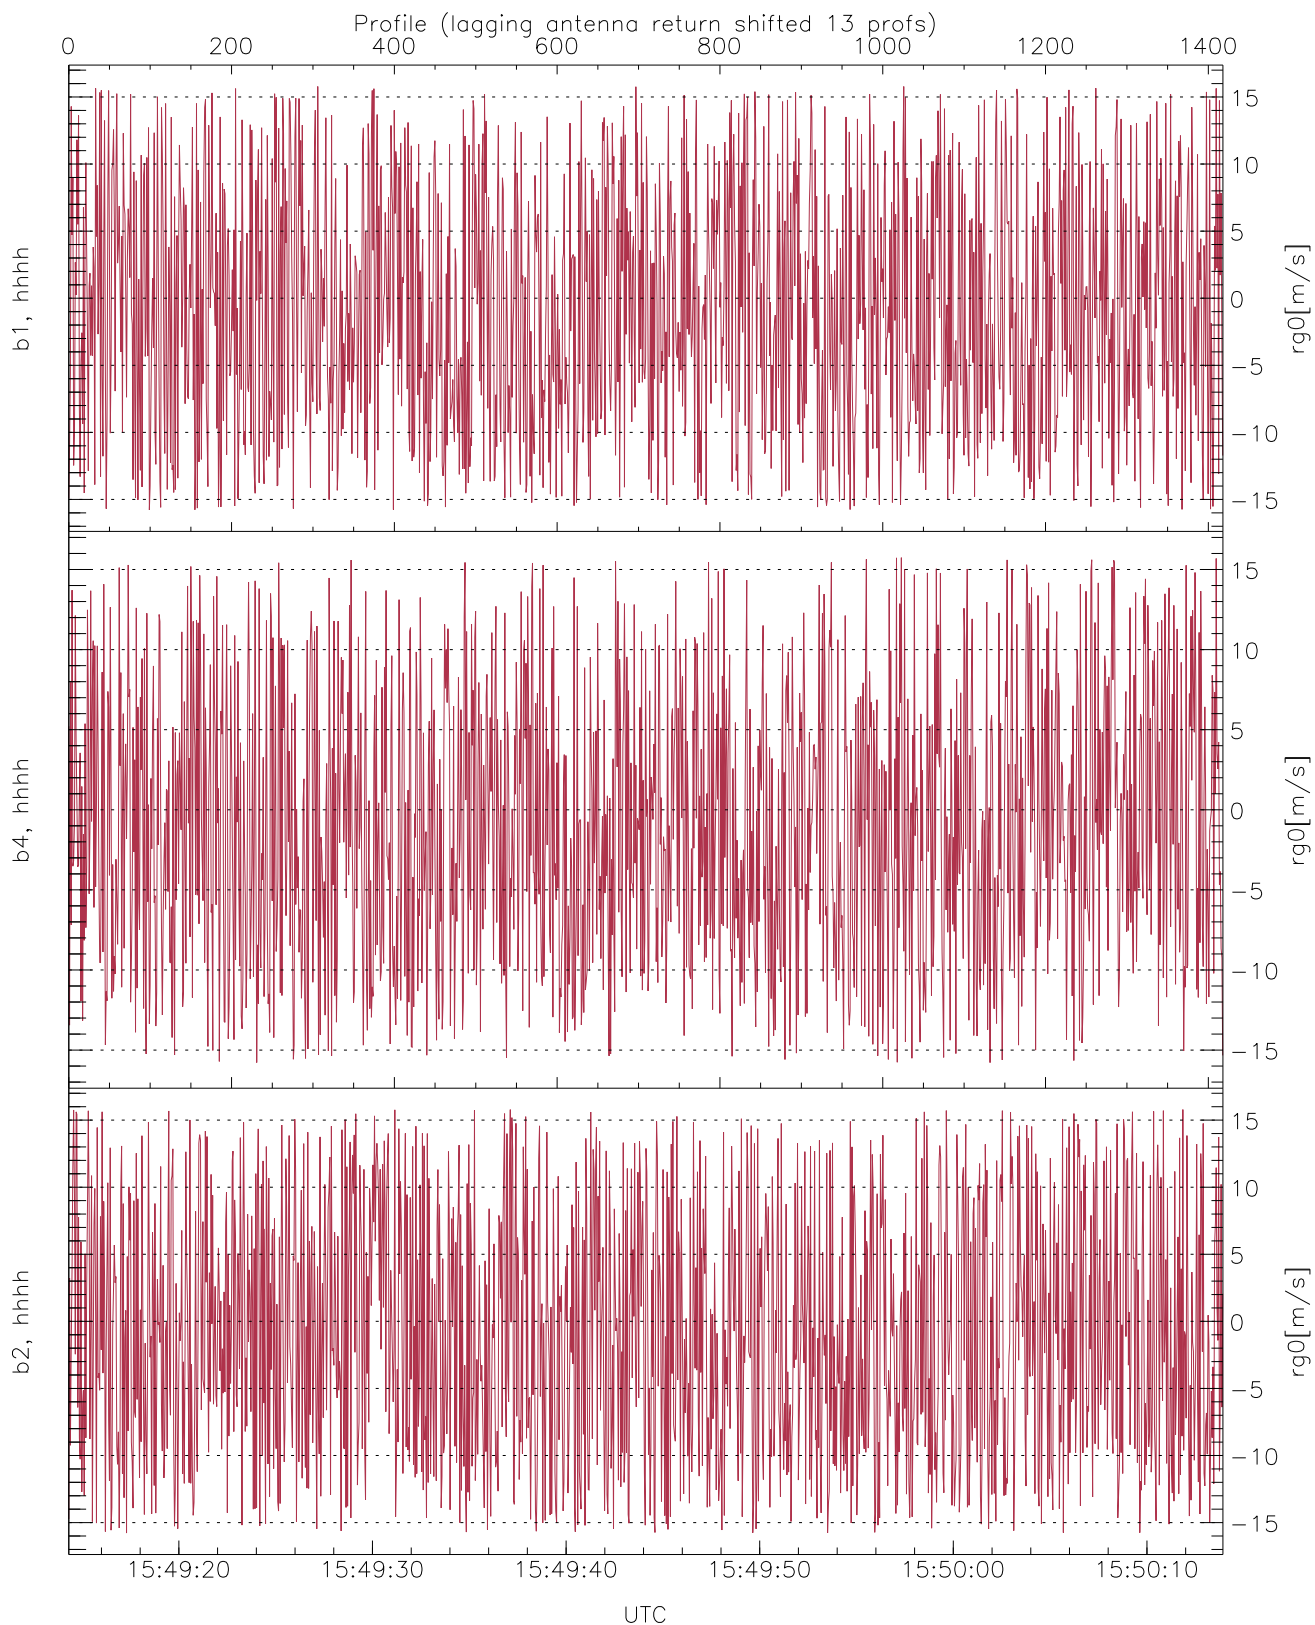 Profile (lagging antenna return shifted 13 profs)
0 200 400 600 800 1000 1200 1400
b1, hhhh
15
10
5
0
−5
−10
−15
rg0[m/s]
b4, hhhh
15
10
5
0
−5
−10
−15
rg0[m/s]
b2, hhhh
15
10
5
0
−5
−10
−15
rg0[m/s]
15:49:20 15:49:30 15:49:40 15:49:50 15:50:00 15:50:10
UTC